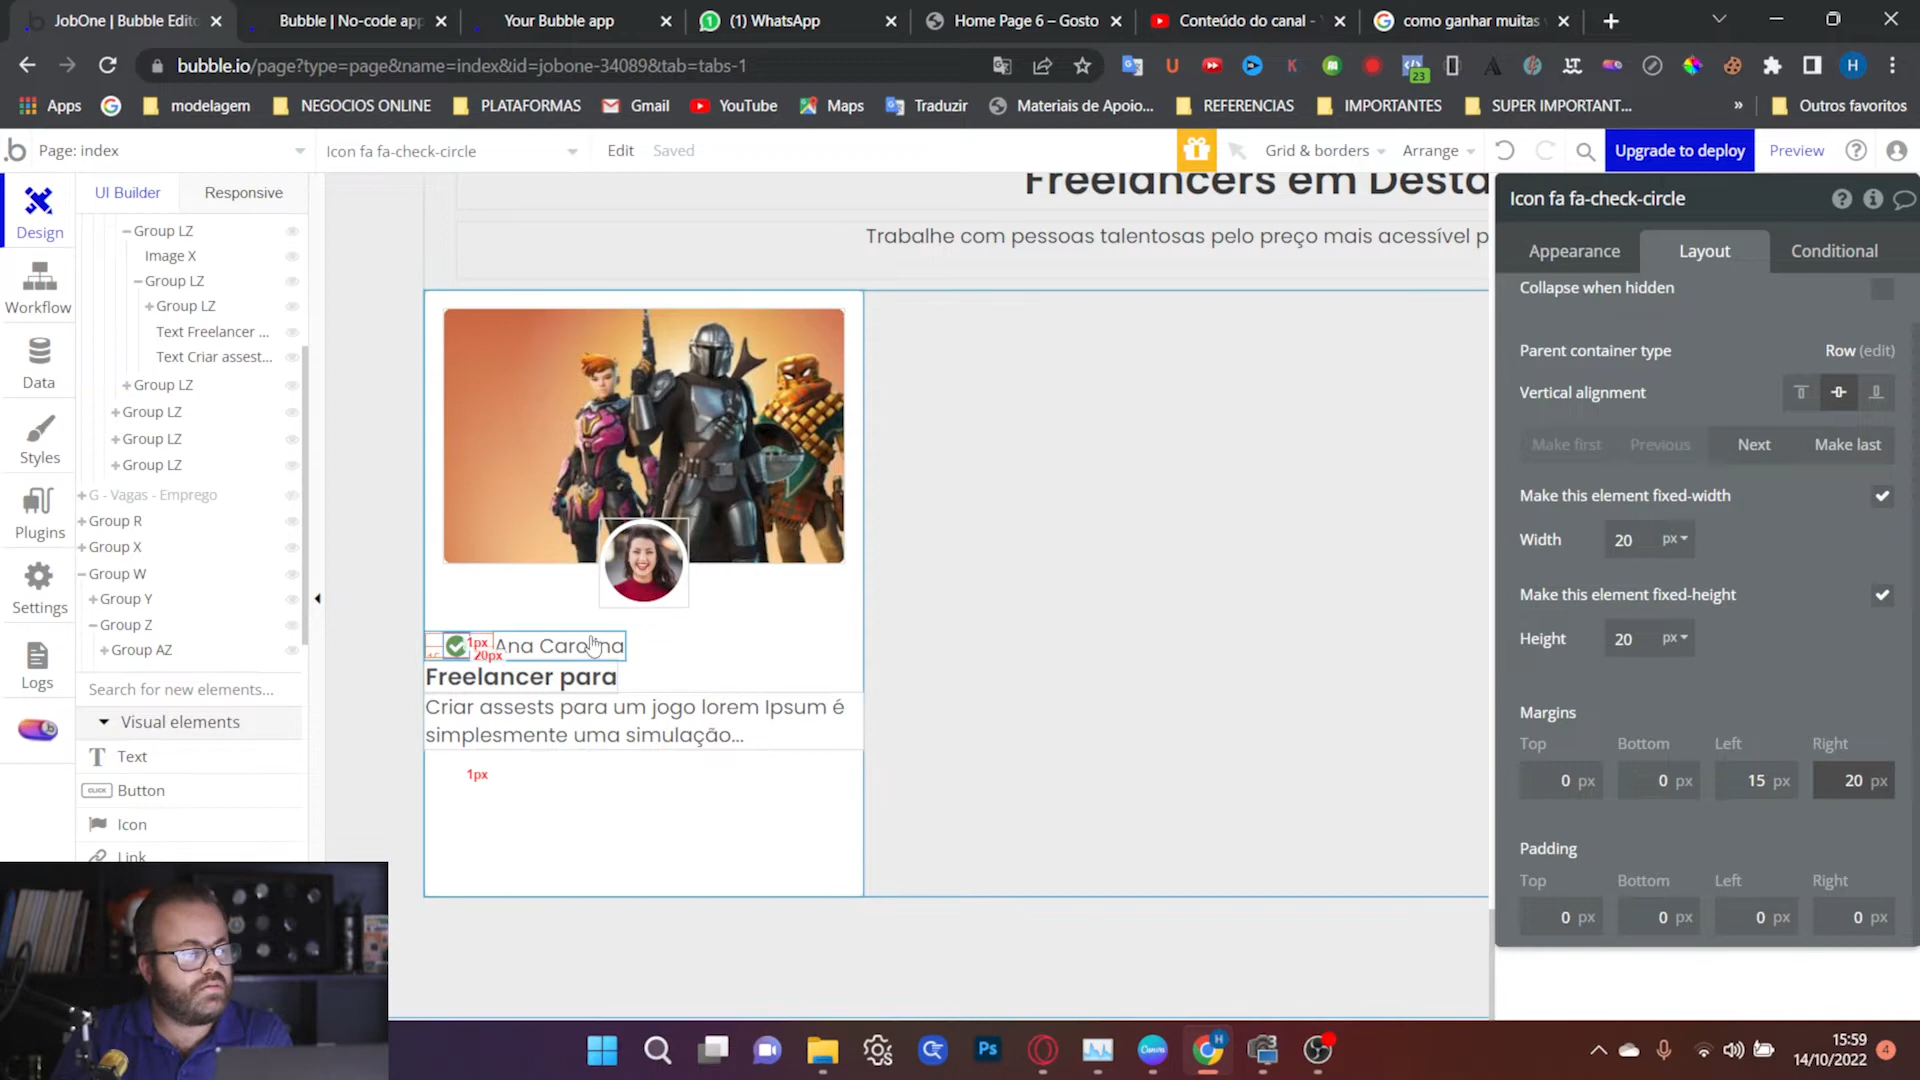 JobOne | Bubble Edito
Bubble | No-code app
Your Bubble app
(1) WhatsApp
Home Page 6 – Gosto
Conteúdo do canal -
como ganhar muitas
bubble.io/page?type=page&name=index&id=jobone-34089&tab=tabs-1
23
H
Apps
modelagem
NEGOCIOS ONLINE
PLATAFORMAS
Gmail
YouTube
Maps
Traduzir
Materiais de Apoio...
REFERENCIAS
IMPORTANTES
SUPER IMPORTANT...
»
Outros favoritos
.b
Page: index
Icon fa fa-check-circle
Edit
Saved
Grid & borders
Arrange
Upgrade to deploy
Preview
Design
Workflow
Data
Styles
Plugins
Settings
Logs
UI Builder
Responsive
Group LZ
Image X
Group LZ
Group LZ
Text Freelancer ...
Text Criar assest...
Group LZ
Group LZ
Group LZ
Group LZ
G - Vagas - Emprego
Group R
Group X
Group W
Group Y
Group Z
Group AZ
Search for new elements...
Visual elements
Text
CLICK Button
Icon
Link
Freelancers em Desta
Trabalhe com pessoas talentosas pelo preço mais acessível p
1px
20px
Ana Carolina
Freelancer para
Criar assests para um jogo lorem Ipsum é
simplesmente uma simulação...
1px
Icon fa fa-check-circle
Appearance
Layout
Conditional
Collapse when hidden
Parent container type
Row (edit)
Vertical alignment
Make first
Previous
Next
Make last
Make this element fixed-width
Width
20 px
Make this element fixed-height
Height
20 px
Margins
Top
Bottom
Left
Right
0 px
0 px
15 px
20 px
Padding
Top
Bottom
Left
Right
0 px
0 px
0 px
0 px
Ps
Canva
H
15:59
14/10/2022
4